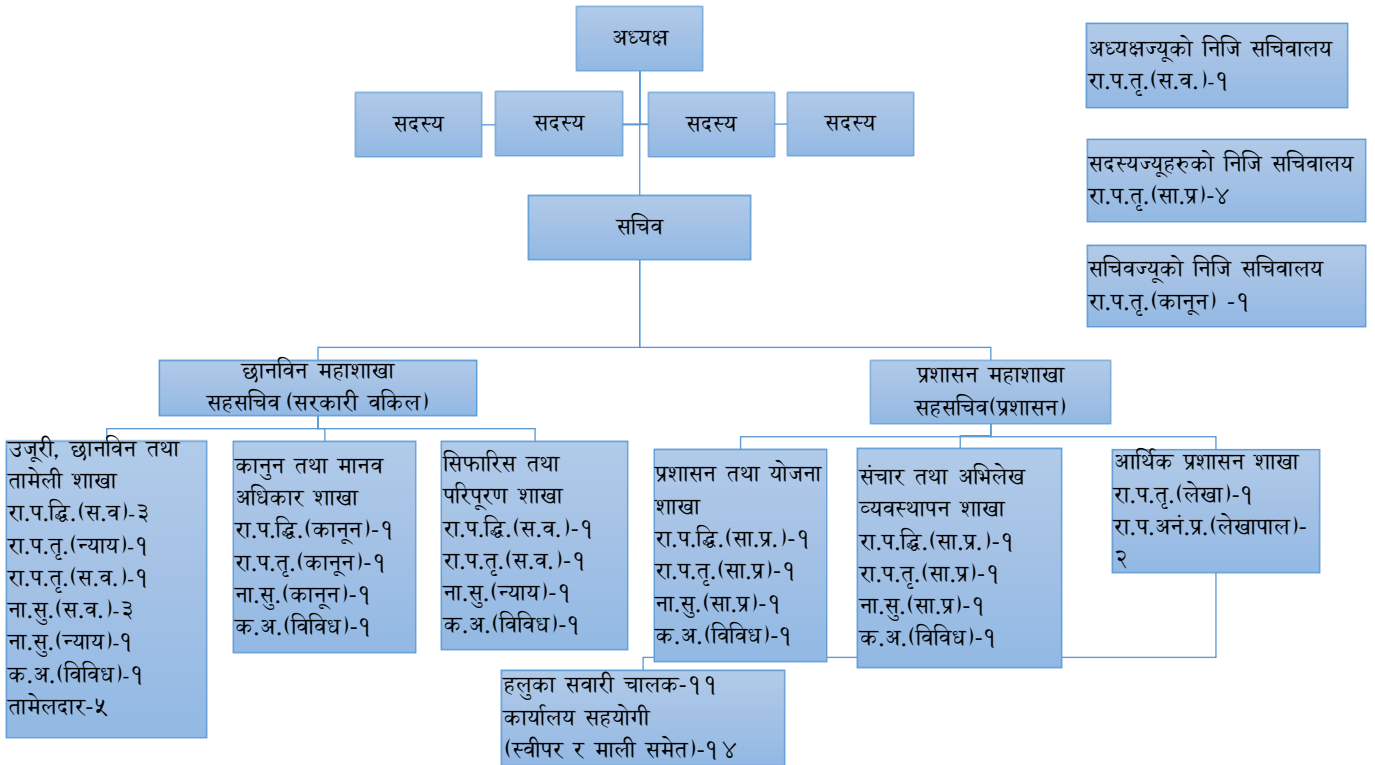 अध्यक्ष
सदस्य
सदस्य
सदस्य
सदस्य
सचिव
अध्यक्षज्यूको निजि सचिवालय
रा.प.तृ.(स.व.)-१
सदस्यज्यूहरुको निजि सचिवालय
रा.प.तृ.(सा.प्र)-४
सचिवज्यूको निजि सचिवालय
रा.प.तृ.(कानून) -१
छानविन महाशाखा
सहसचिव (सरकारी वकिल)
प्रशासन महाशाखा
सहसचिव(प्रशासन)
उजूरी, छानविन तथा
तामेली शाखा
रा.प.द्धि.(स.व)-३
रा.प.तृ.(न्याय)-१
रा.प.तृ.(स.व.)-१
ना.सु.(स.व.)-३
ना.सु.(न्याय)-१
क.अ.(विविध)-१
तामेलदार-५
कानुन तथा मानव
अधिकार शाखा
रा.प.द्धि.(कानून)-१
रा.प.तृ.(कानून)-१
ना.सु.(कानून)-१
क.अ.(विविध)-१
सिफारिस तथा
परिपूरण शाखा
रा.प.द्धि.(स.व.)-१
रा.प.तृ.(स.व.)-१
ना.सु.(न्याय)-१
क.अ.(विविध)-१
प्रशासन तथा योजना
शाखा
रा.प.द्धि.(सा.प्र.)-१
रा.प.तृ.(सा.प्र)-१
ना.सु.(सा.प्र)-१
क.अ.(विविध)-१
संचार तथा अभिलेख
व्यवस्थापन शाखा
रा.प.द्धि.(सा.प्र.)-१
रा.प.तृ.(सा.प्र)-१
ना.सु.(सा.प्र)-१
क.अ.(विविध)-१
आर्थिक प्रशासन शाखा
रा.प.तृ.(लेखा)-१
रा.प.अनं.प्र.(लेखापाल)-
२
हलुका सवारी चालक-११
कार्यालय सहयोगी
(स्वीपर र माली समेत)-१४